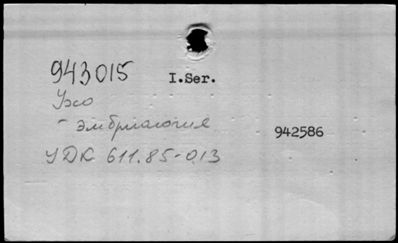 943015 I.Ser.
Ухо
- эмбриология 942586
УДК 611.85-013